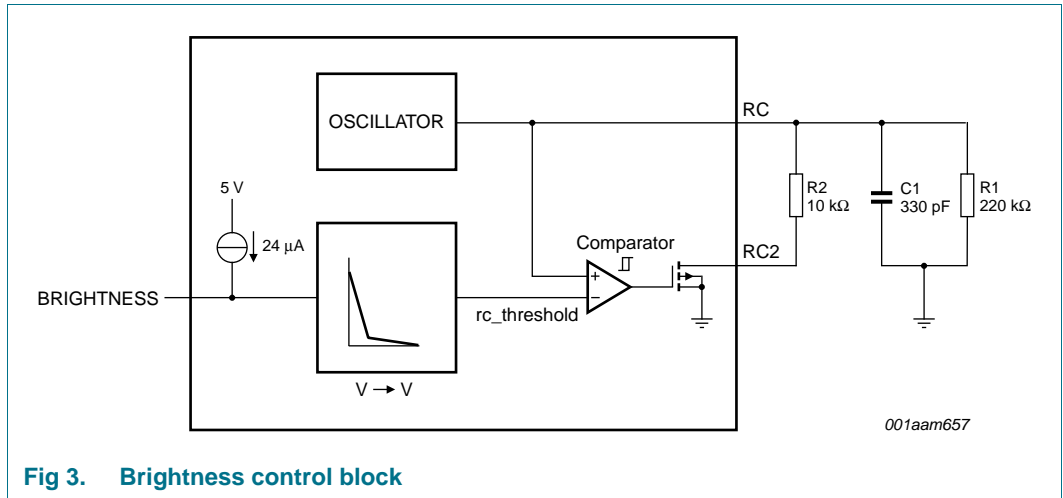 OSCILLATOR
RC
5 V
24 μA
R2
10 kΩ
C1
330 pF
R1
220 kΩ
Comparator
RC2
BRIGHTNESS
+
−
rc_threshold
V → V
001aam657
Fig 3. Brightness control block